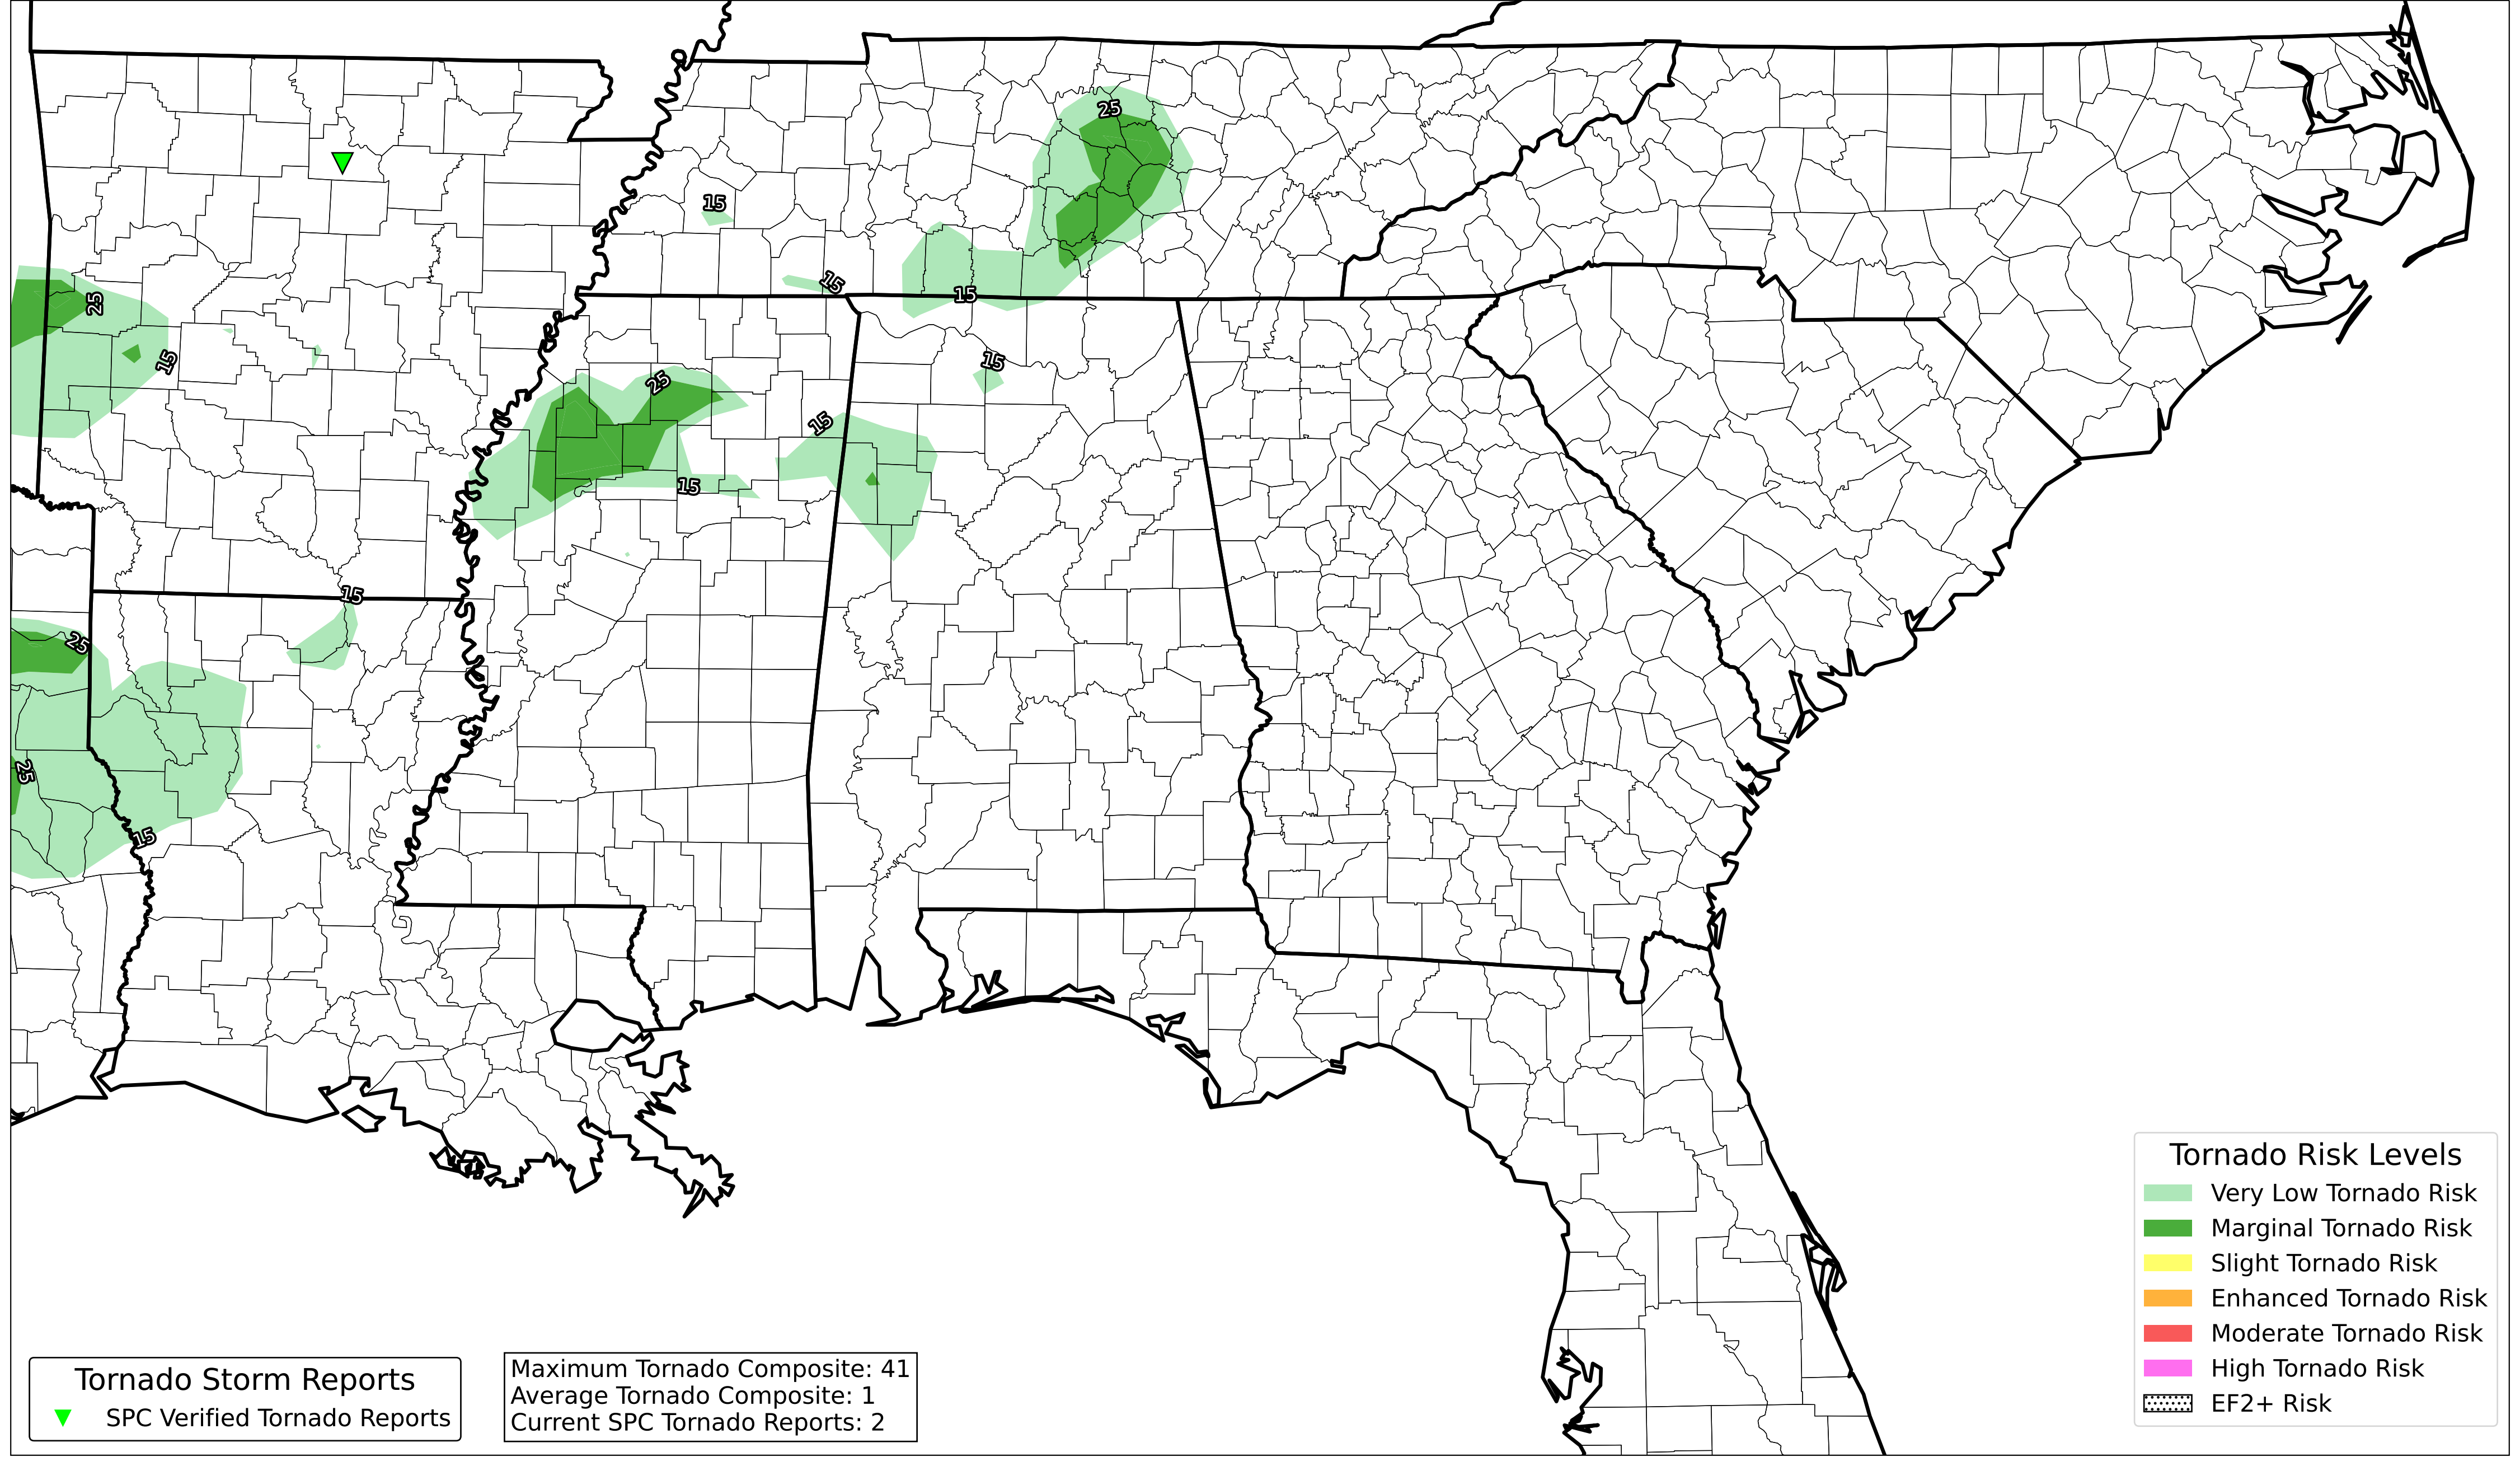 25
15
25
15
15
15
25
15
25
15
15
15
15
25
25
15
Tornado Risk Levels
Very Low Tornado Risk
Marginal Tornado Risk
Slight Tornado Risk
Enhanced Tornado Risk
Moderate Tornado Risk
High Tornado Risk
EF2+ Risk
Tornado Storm Reports
SPC Verified Tornado Reports
Maximum Tornado Composite: 41
Average Tornado Composite: 1
Current SPC Tornado Reports: 2